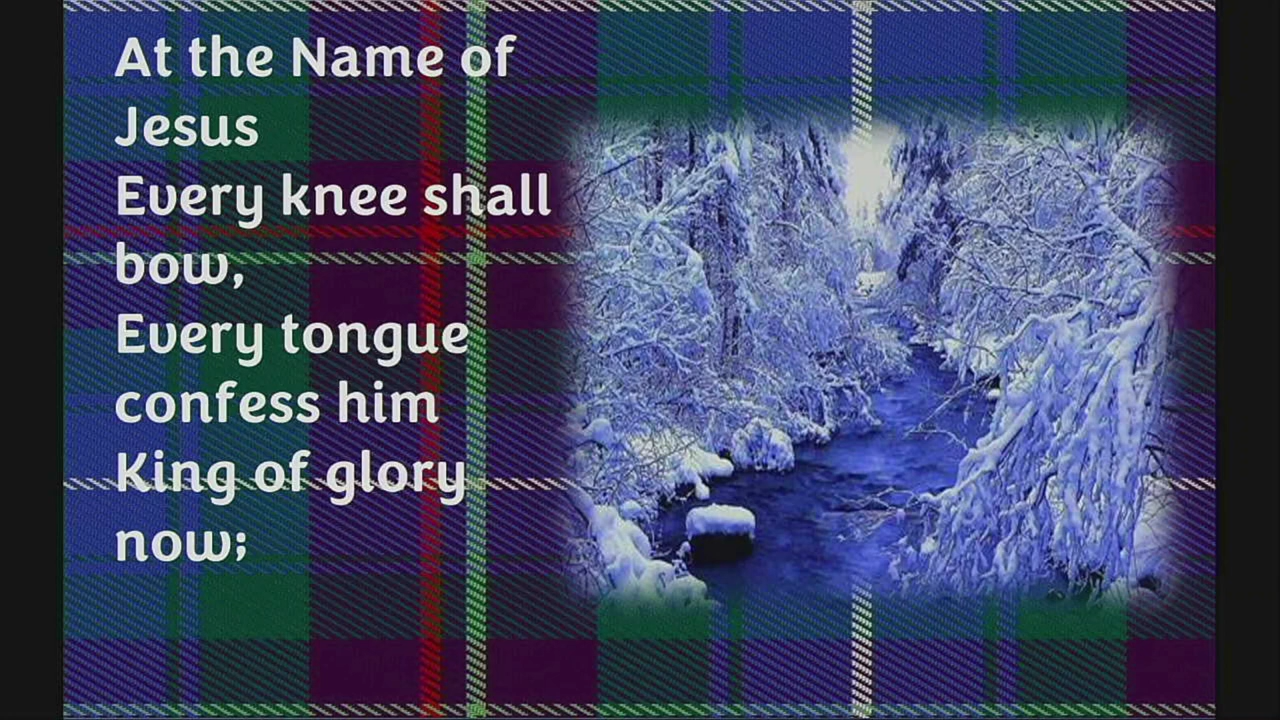 At the Name of
Jesus
Every knee shall
bow,
Every tongue
confess him
King of glory
now;